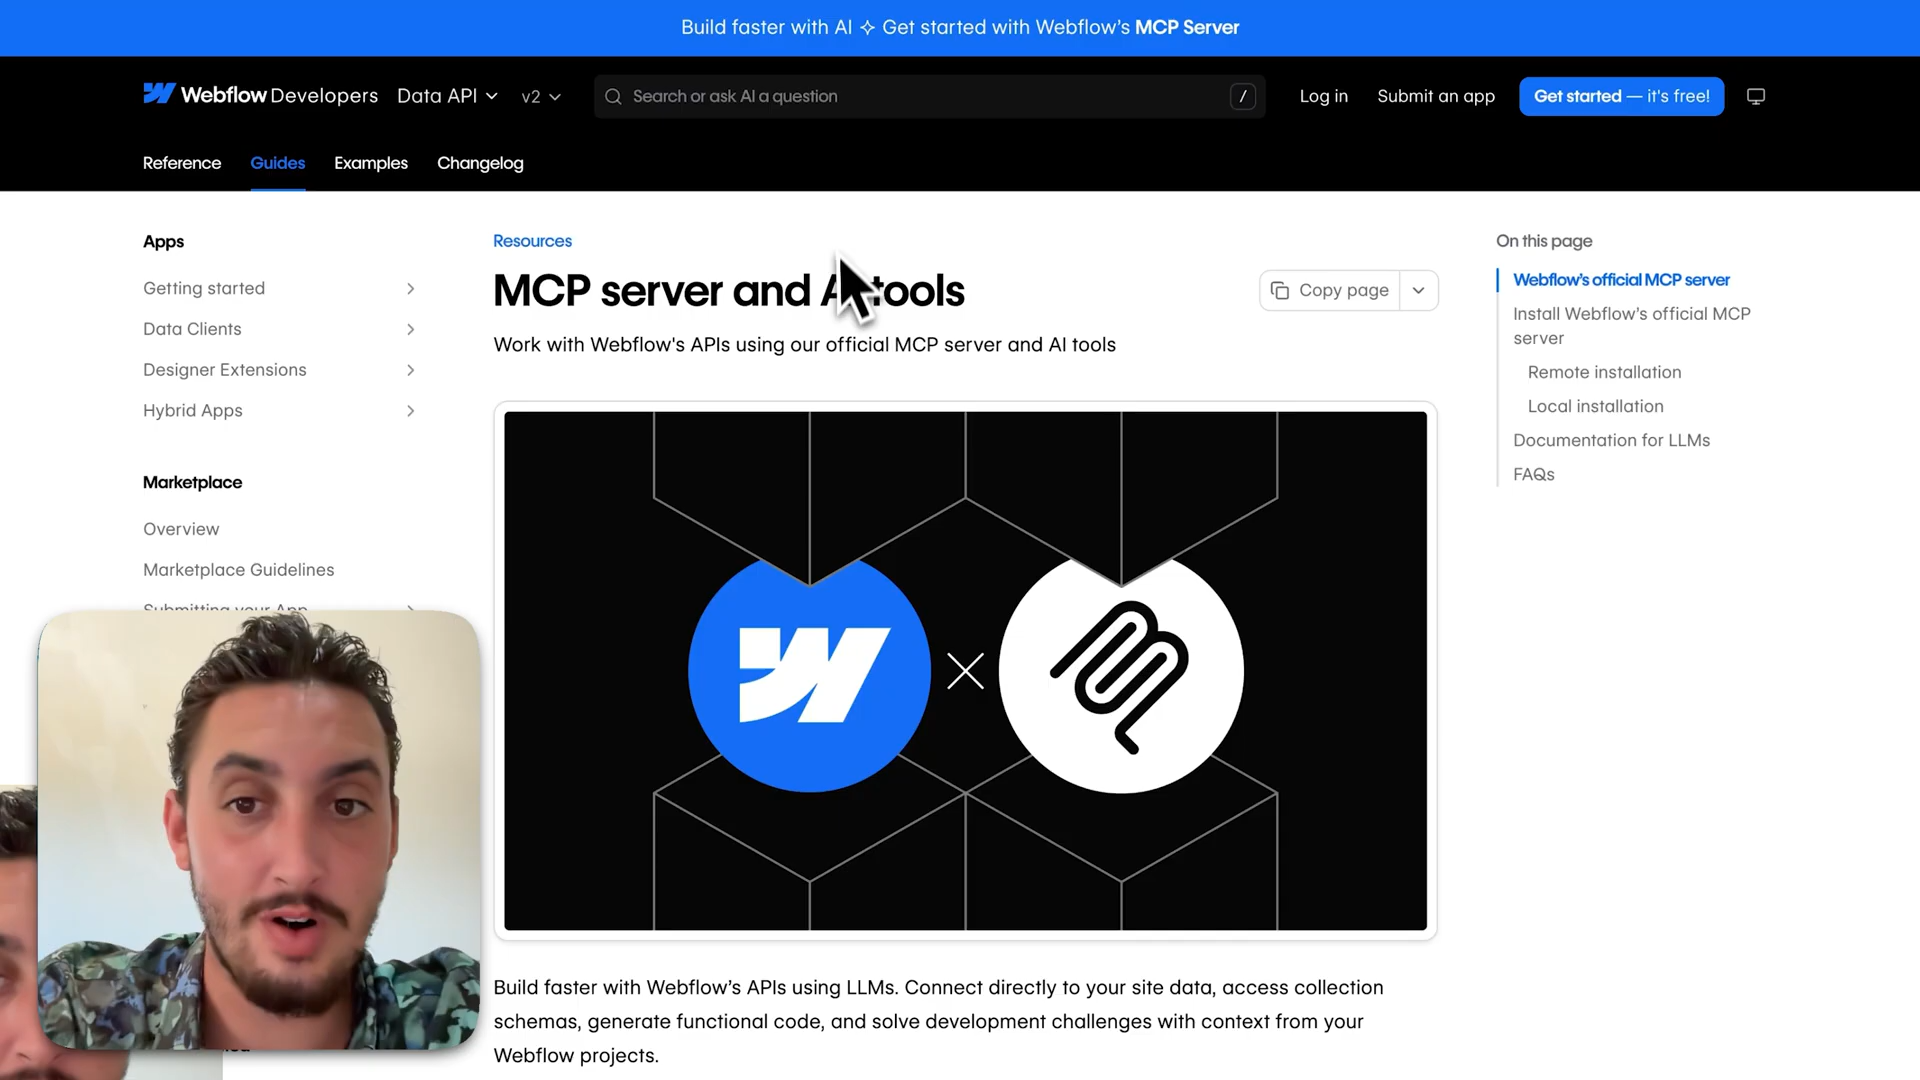 Build faster with AI ✧ Get started with Webflow’s MCP Server
Webflow Developers
Data API
v2
Search or ask AI a question
/
Log in
Submit an app
Get started — it's free!
Reference
Guides
Examples
Changelog
Apps
Getting started
Data Clients
Designer Extensions
Hybrid Apps
Marketplace
Overview
Marketplace Guidelines
Submitting your App
Resources
MCP server and AI tools
Copy page
Work with Webflow's APIs using our official MCP server and AI tools
Build faster with Webflow’s APIs using LLMs. Connect directly to your site data, access collection
schemas, generate functional code, and solve development challenges with context from your
Webflow projects.
On this page
Webflow’s official MCP server
Install Webflow’s official MCP
server
Remote installation
Local installation
Documentation for LLMs
FAQs